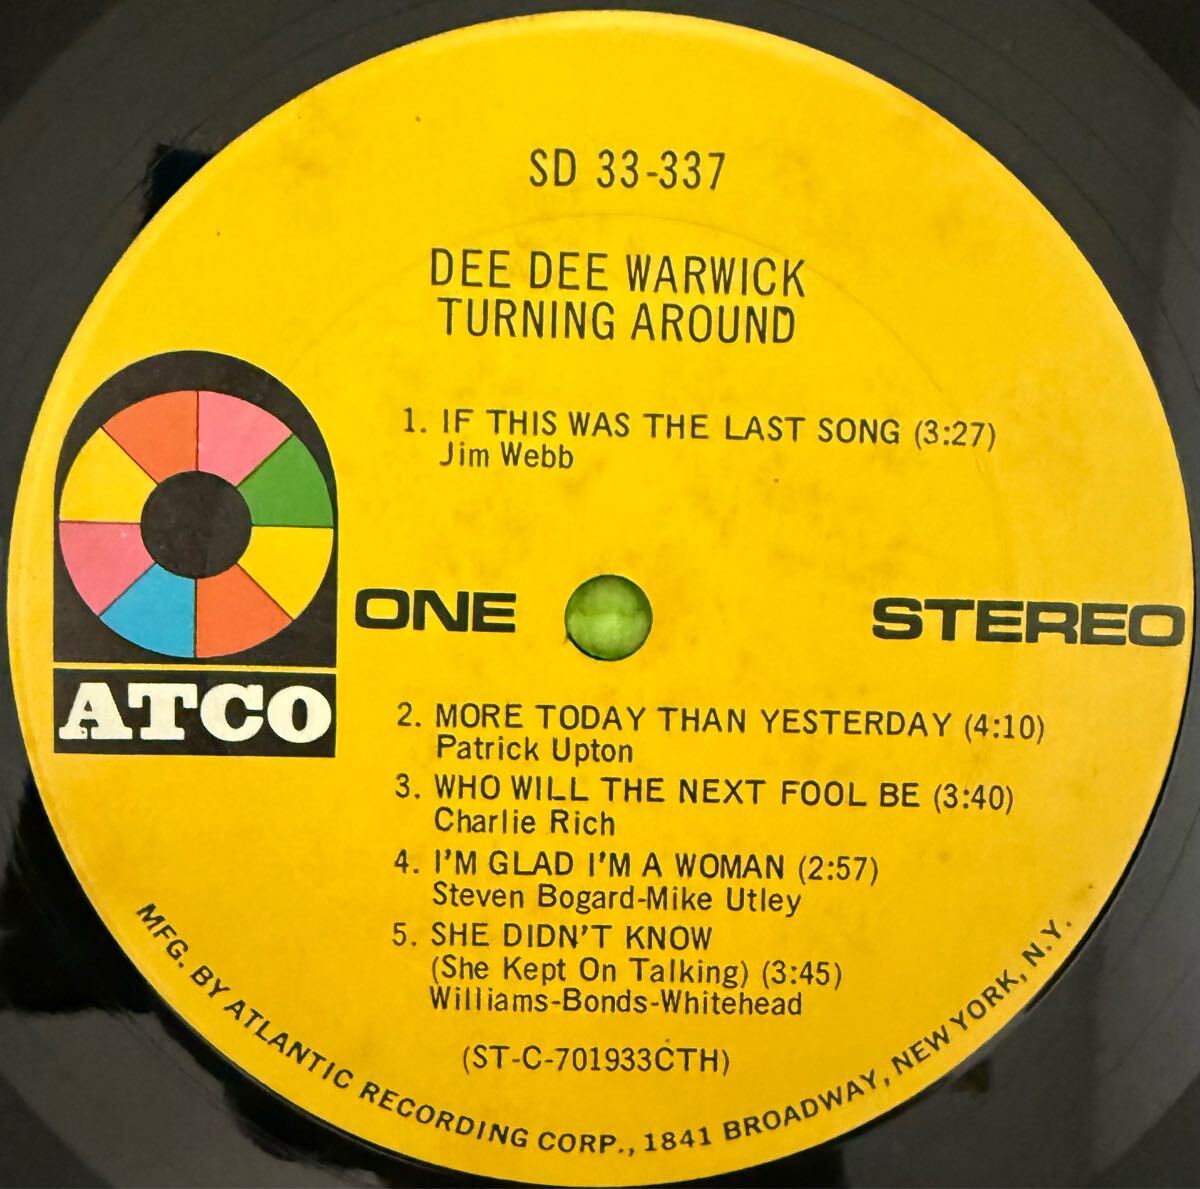 SD 33-337
DEE DEE WARWICK
TURNING AROUND
1. IF THIS WAS THE LAST SONG (3:27)
Jim Webb
ONE
STEREO
ATCO
2. MORE TODAY THAN YESTERDAY (4:10)
Patrick Upton
3. WHO WILL THE NEXT FOOL BE (3:40)
Charlie Rich
4. I'M GLAD I'M A WOMAN (2:57)
Steven Bogard-Mike Utley
5. SHE DIDN'T KNOW
(She Kept On Talking) (3:45)
Williams-Bonds-Whitehead
(ST-C-701933CTH)
MFG. BY ATLANTIC RECORDING CORP., 1841 BROADWAY, NEW YORK, N.Y.